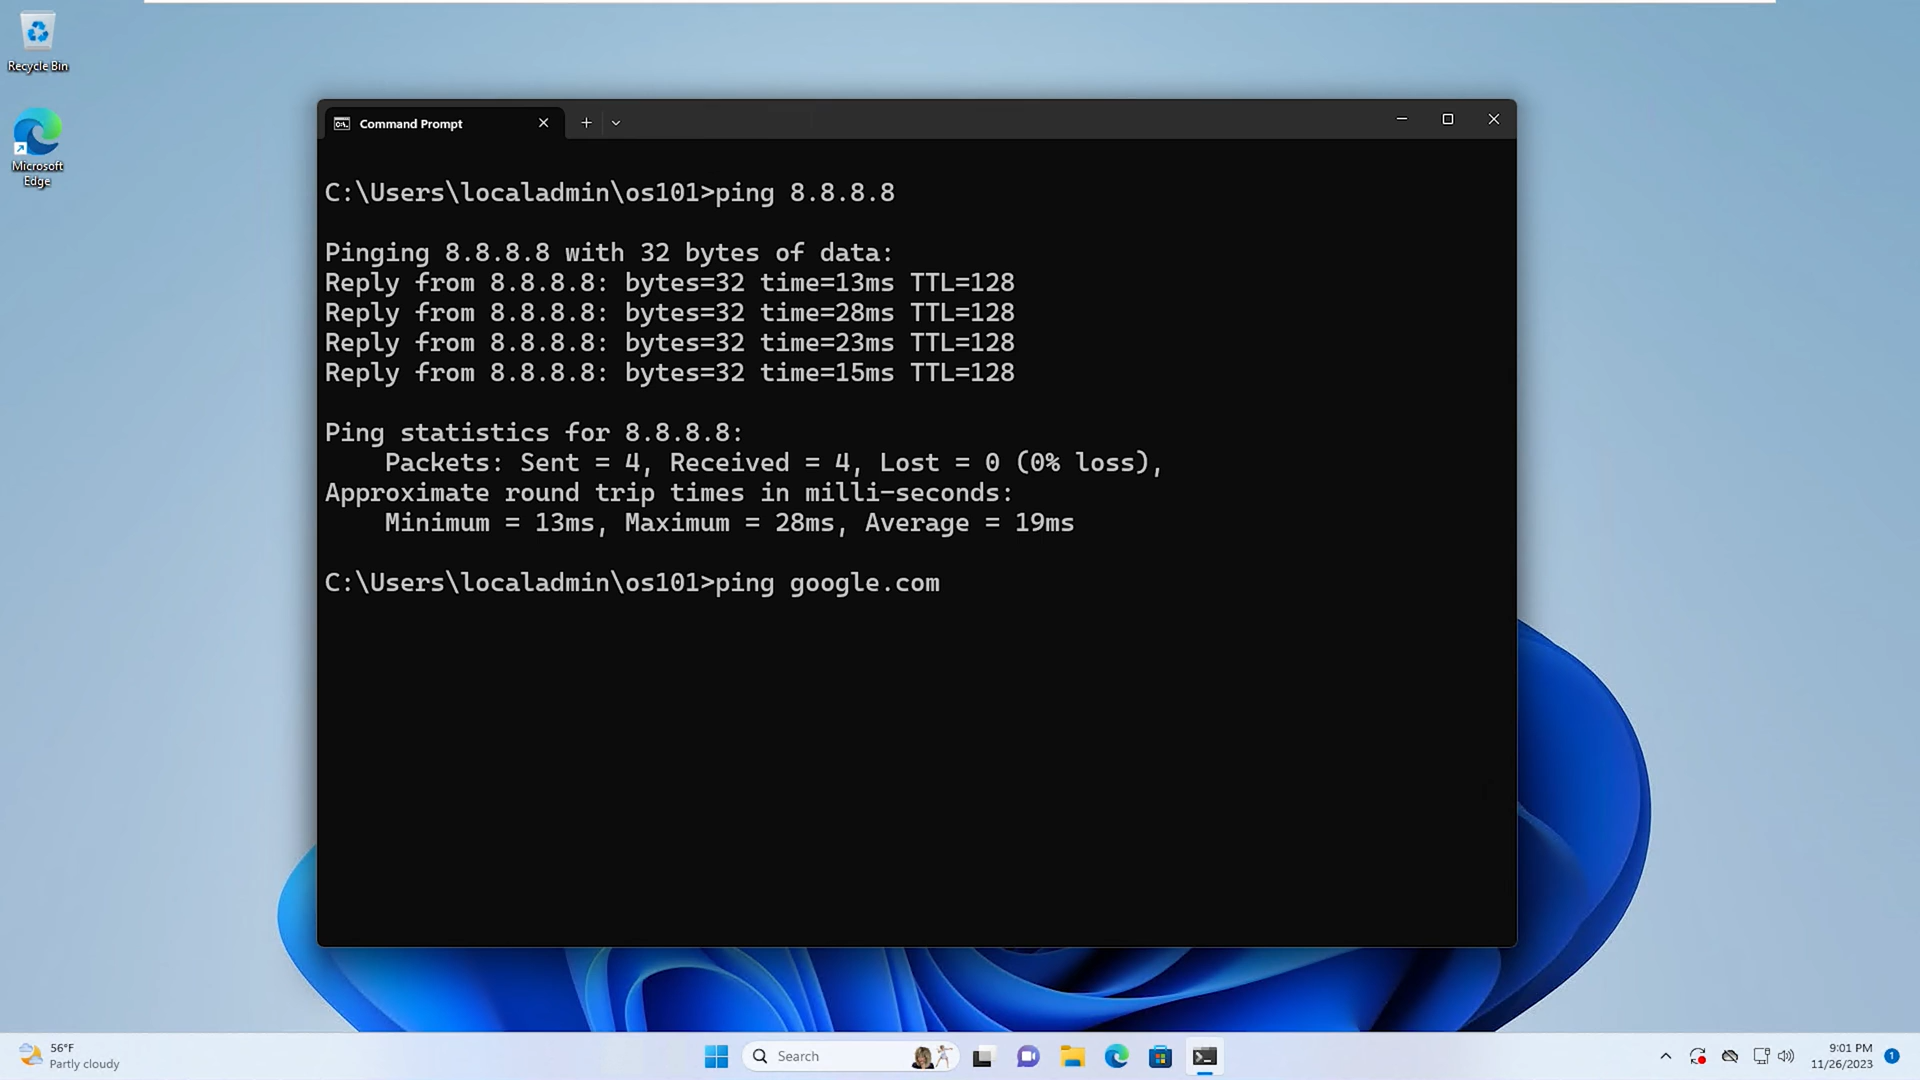 Recycle Bin
Microsoft
Edge
Command Prompt
C:\Users\localadmin\os101>ping 8.8.8.8
Pinging 8.8.8.8 with 32 bytes of data:
Reply from 8.8.8.8: bytes=32 time=13ms TTL=128
Reply from 8.8.8.8: bytes=32 time=28ms TTL=128
Reply from 8.8.8.8: bytes=32 time=23ms TTL=128
Reply from 8.8.8.8: bytes=32 time=15ms TTL=128
Ping statistics for 8.8.8.8:
    Packets: Sent = 4, Received = 4, Lost = 0 (0% loss),
Approximate round trip times in milli-seconds:
    Minimum = 13ms, Maximum = 28ms, Average = 19ms
C:\Users\localadmin\os101>ping google.com
56°F
Partly cloudy
Search
9:01 PM
11/26/2023
1